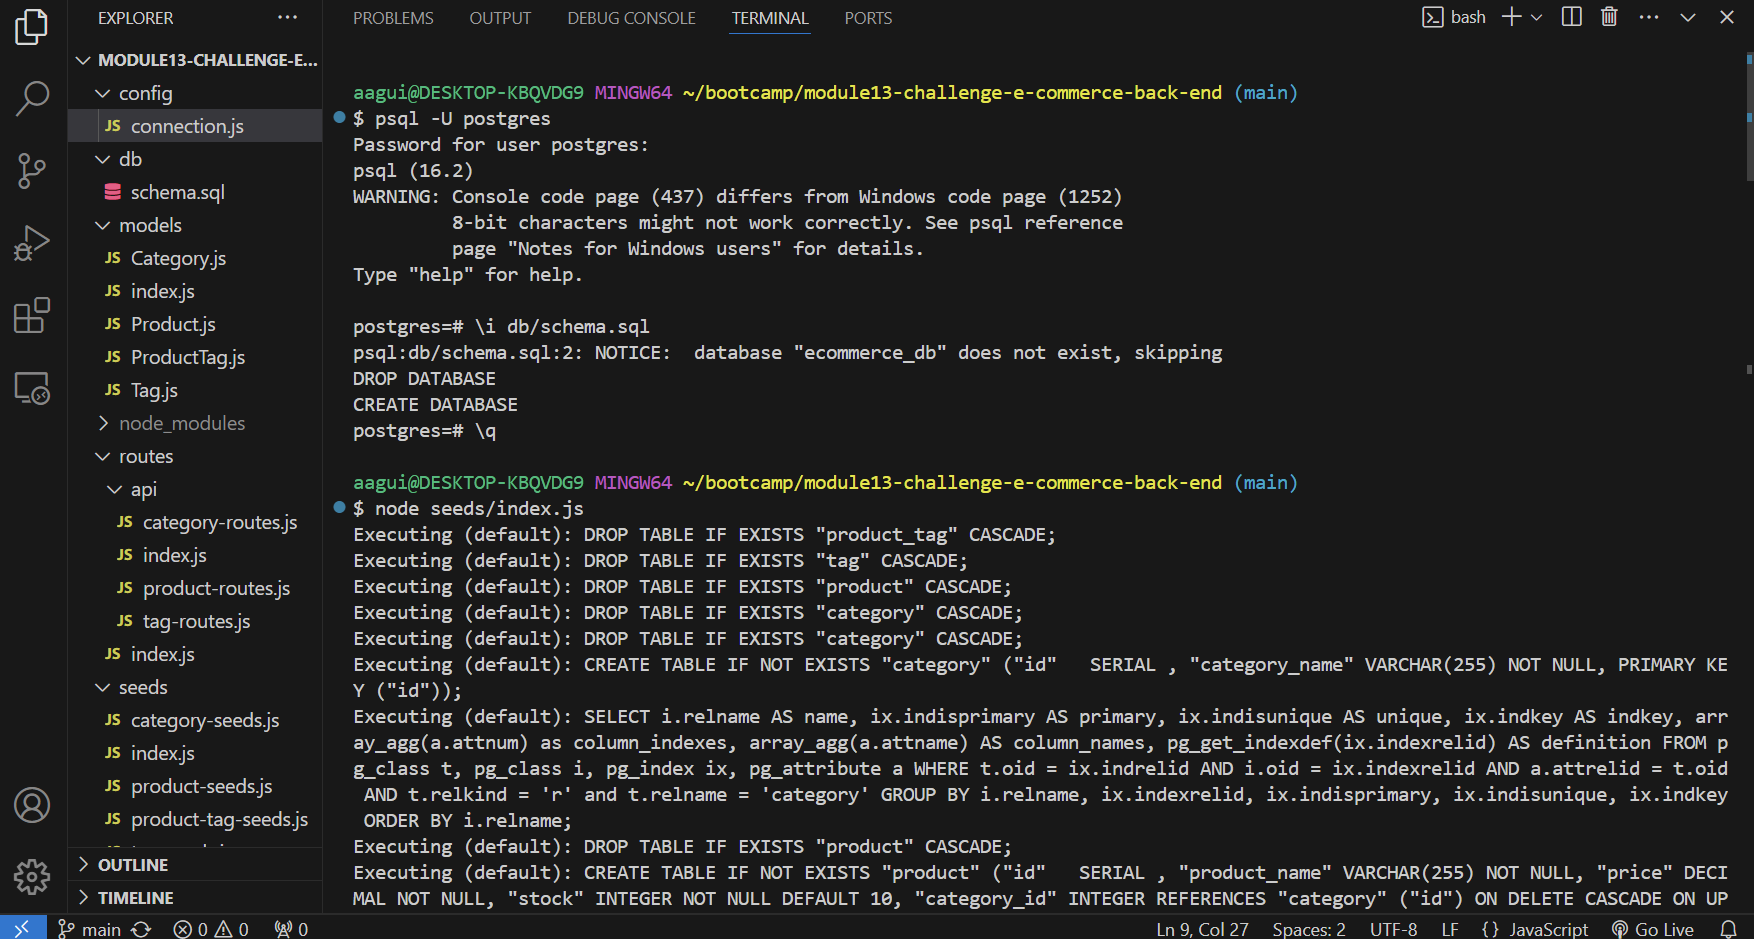 EXPLORER
MODULE13-CHALLENGE-E...
config
JS connection.js
db
schema.sql
models
JS Category.js
JS index.js
JS Product.js
JS ProductTag.js
JS Tag.js
node_modules
routes
api
JS category-routes.js
JS index.js
JS product-routes.js
JS tag-routes.js
JS index.js
seeds
JS category-seeds.js
JS index.js
JS product-seeds.js
JS product-tag-seeds.js
OUTLINE
TIMELINE
PROBLEMS OUTPUT DEBUG CONSOLE TERMINAL PORTS
bash
aagui@DESKTOP-KBQVDG9 MINGW64 ~/bootcamp/module13-challenge-e-commerce-back-end (main)
$ psql -U postgres
Password for user postgres:
psql (16.2)
WARNING: Console code page (437) differs from Windows code page (1252)
8-bit characters might not work correctly. See psql reference
page "Notes for Windows users" for details.
Type "help" for help.
postgres=# \i db/schema.sql
psql:db/schema.sql:2: NOTICE:  database "ecommerce_db" does not exist, skipping
DROP DATABASE
CREATE DATABASE
postgres=# \q
aagui@DESKTOP-KBQVDG9 MINGW64 ~/bootcamp/module13-challenge-e-commerce-back-end (main)
$ node seeds/index.js
Executing (default): DROP TABLE IF EXISTS "product_tag" CASCADE;
Executing (default): DROP TABLE IF EXISTS "tag" CASCADE;
Executing (default): DROP TABLE IF EXISTS "product" CASCADE;
Executing (default): DROP TABLE IF EXISTS "category" CASCADE;
Executing (default): DROP TABLE IF EXISTS "category" CASCADE;
Executing (default): CREATE TABLE IF NOT EXISTS "category" ("id"   SERIAL , "category_name" VARCHAR(255) NOT NULL, PRIMARY KE
Y ("id"));
Executing (default): SELECT i.relname AS name, ix.indisprimary AS primary, ix.indisunique AS unique, ix.indkey AS indkey, arr
ay_agg(a.attnum) as column_indexes, array_agg(a.attname) AS column_names, pg_get_indexdef(ix.indexrelid) AS definition FROM p
g_class t, pg_class i, pg_index ix, pg_attribute a WHERE t.oid = ix.indrelid AND i.oid = ix.indexrelid AND a.attrelid = t.oid
AND t.relkind = 'r' and t.relname = 'category' GROUP BY i.relname, ix.indexrelid, ix.indisprimary, ix.indisunique, ix.indkey
ORDER BY i.relname;
Executing (default): DROP TABLE IF EXISTS "product" CASCADE;
Executing (default): CREATE TABLE IF NOT EXISTS "product" ("id"   SERIAL , "product_name" VARCHAR(255) NOT NULL, "price" DECI
MAL NOT NULL, "stock" INTEGER NOT NULL DEFAULT 10, "category_id" INTEGER REFERENCES "category" ("id") ON DELETE CASCADE ON UP
main 0 0 0 Ln 9, Col 27 Spaces: 2 UTF-8 LF {} JavaScript Go Live